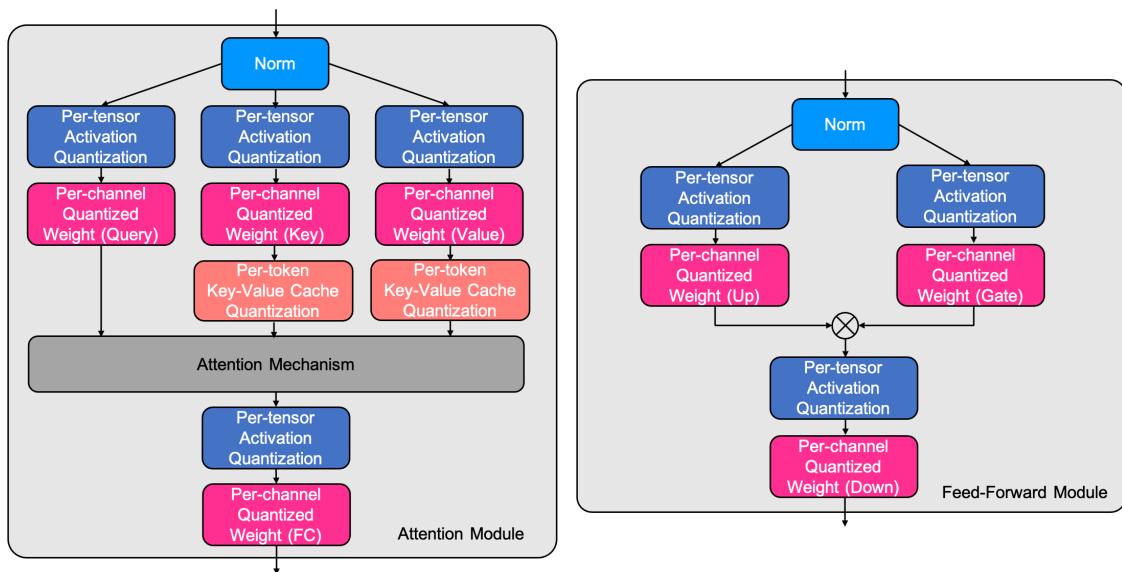 Norm
Per-tensor
Activation
Quantization
Per-tensor
Activation
Quantization
Per-tensor
Activation
Quantization
Per-channel
Quantized
Weight (Query)
Per-channel
Quantized
Weight (Key)
Per-channel
Quantized
Weight (Value)
Per-token
Key-Value Cache
Quantization
Per-token
Key-Value Cache
Quantization
Attention Mechanism
Per-tensor
Activation
Quantization
Per-channel
Quantized
Weight (FC)
Attention Module
Norm
Per-tensor
Activation
Quantization
Per-tensor
Activation
Quantization
Per-channel
Quantized
Weight (Up)
Per-channel
Quantized
Weight (Gate)
Per-tensor
Activation
Quantization
Per-channel
Quantized
Weight (Down)
Feed-Forward Module